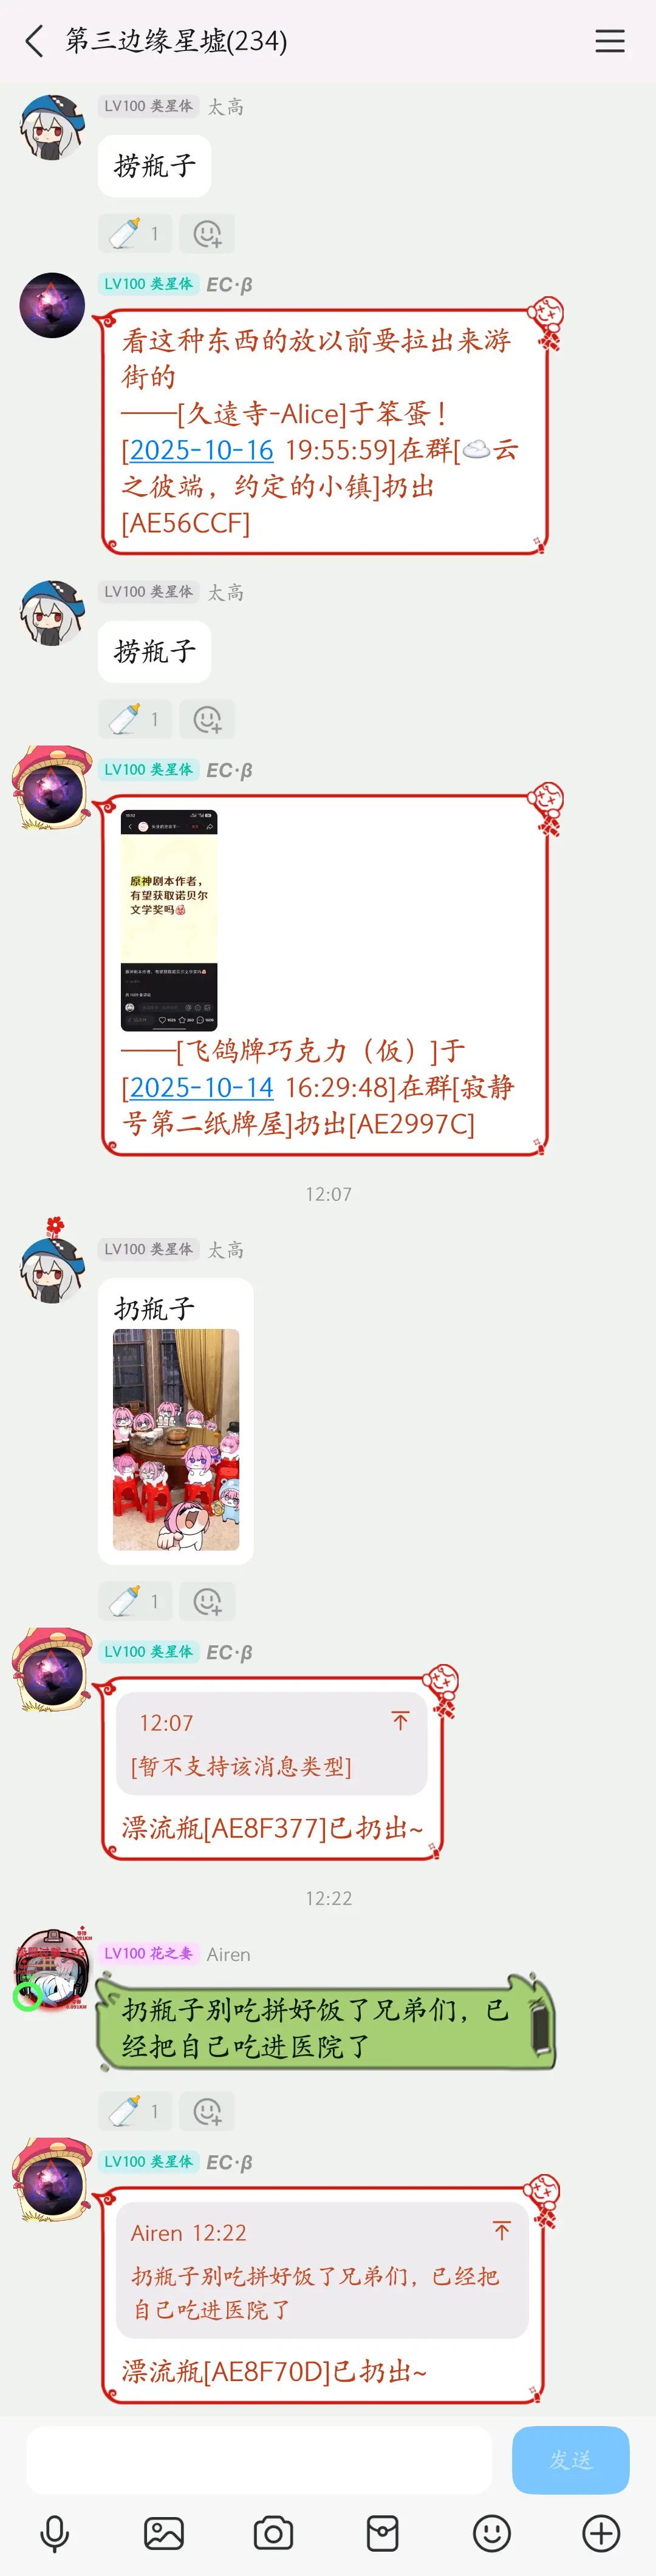 第三边缘星墟(234)
LV100 类星体 太高
捞瓶子
1
LV100 类星体 EC·β
看这种东西的放以前要拉出来游
街的
——[久遠寺-Alice]于笨蛋！
[2025-10-16 19:55:59]在群[☁️云
之彼端，约定的小镇]扔出
[AE56CCF]
LV100 类星体 太高
捞瓶子
1
LV100 类星体 EC·β
原神剧本作者，
有望获取诺贝尔
文学奖吗
——[飞鸽牌巧克力（仮）]于
[2025-10-14 16:29:48]在群[寂静
号第二纸牌屋]扔出[AE2997C]
12:07
LV100 类星体 太高
扔瓶子
1
LV100 类星体 EC·β
12:07
[暂不支持该消息类型]
漂流瓶[AE8F377]已扔出~
12:22
LV100 花之妻 Airen
扔瓶子别吃拼好饭了兄弟们，已
经把自己吃进医院了
1
LV100 类星体 EC·β
Airen 12:22
扔瓶子别吃拼好饭了兄弟们，已经把
自己吃进医院了
漂流瓶[AE8F70D]已扔出~
发送